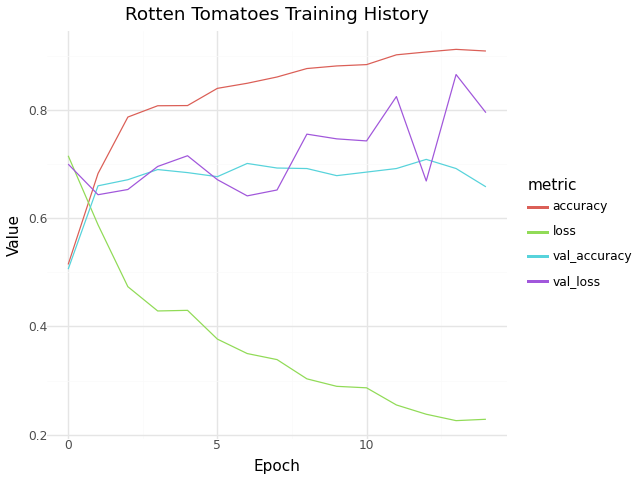 Rotten Tomatoes Training History
0.8
0.6
0.4
0.2
Value
0
5
10
Epoch
metric
accuracy
loss
val_accuracy
val_loss